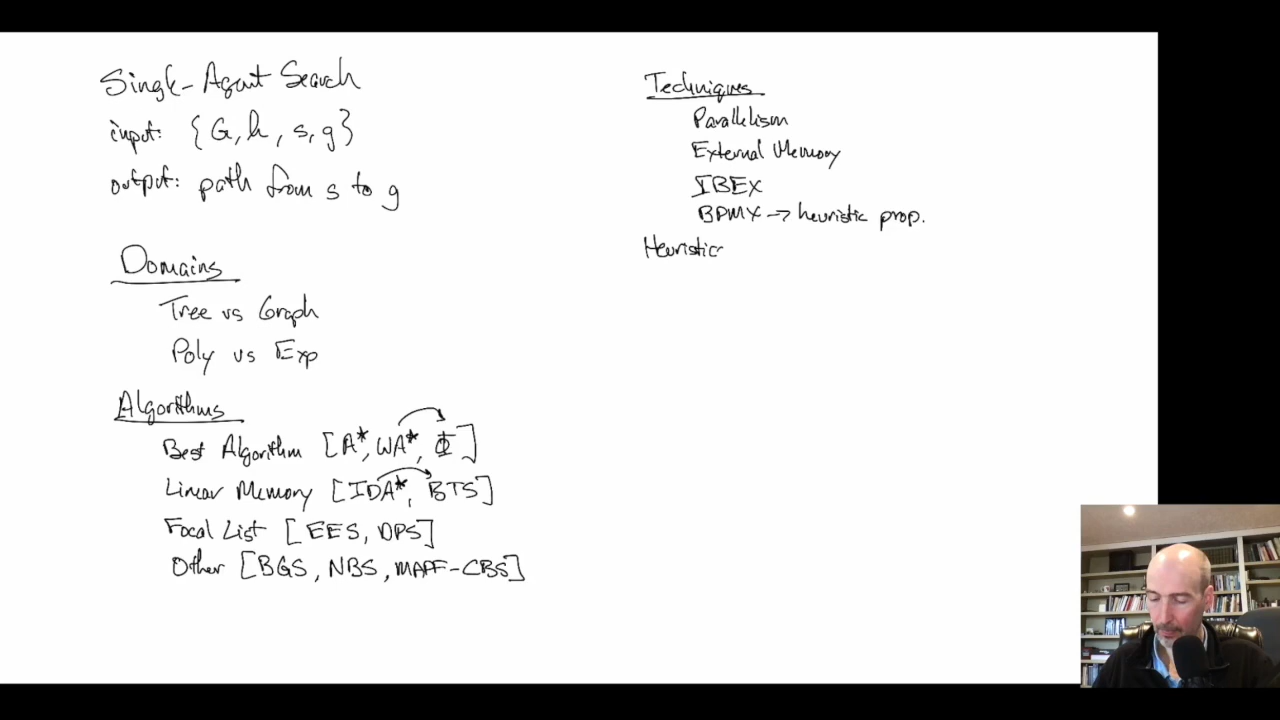 Single-Agent Search
input: {G, h, s, g}
output: path from s to g
Domains
Tree vs Graph
Poly vs Exp
Algorithms
Best Algorithm [A*, WA*, Φ]
Linear Memory [IDA*, BTS]
Focal List [EES, DPS]
Other [BGS, NBS, MAPF-CBS]
Techniques
Parallelism
External Memory
IBEX
BPMX → heuristic prop.
Heuristic